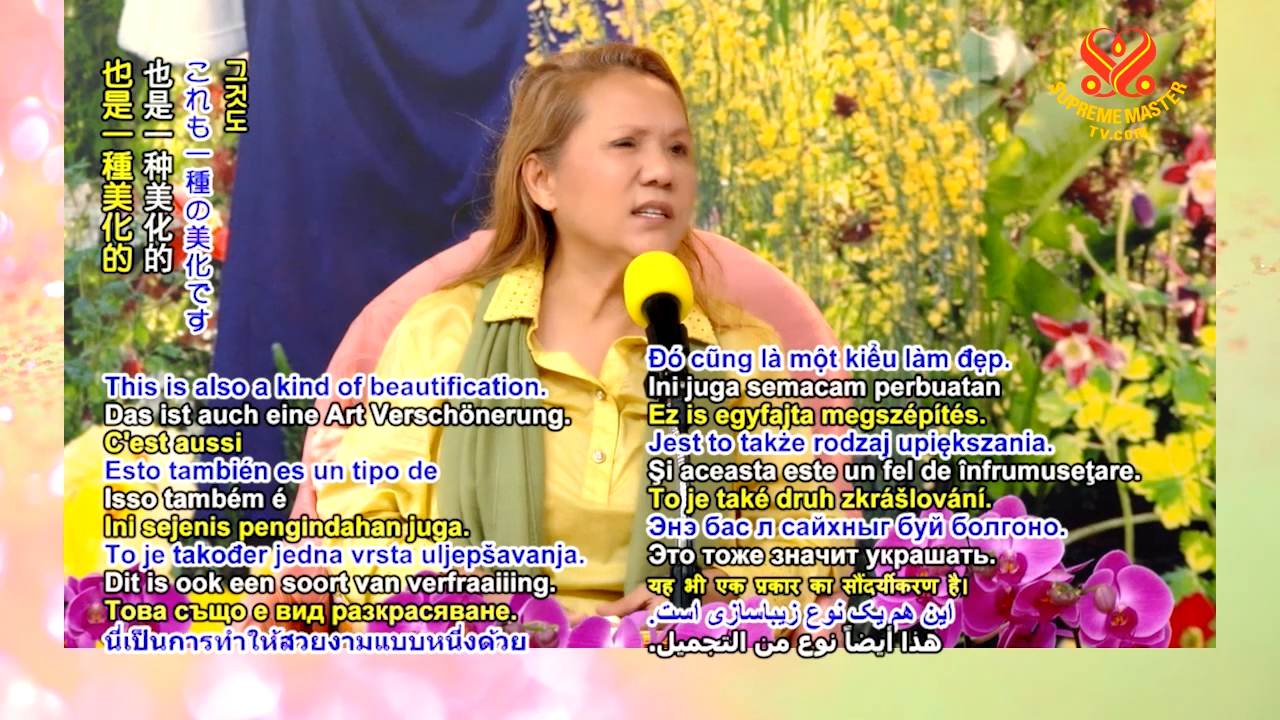 그것도
これも一種の美化です
也是一种美化的
也是一種美化的
SUPREME MASTER
TV.COM
This is also a kind of beautification.
Das ist auch eine Art Verschönerung.
C'est aussi
Esto también es un tipo de
Isso também é
Ini sejenis pengindahan juga.
To je također jedna vrsta uljepšavanja.
Dit is ook een soort van verfraaiiing.
Това също е вид разкрасяване.
นี่เป็นการทำให้สวยงามแบบหนึ่งด้วย
Đó cũng là một kiểu làm đẹp.
Ini juga semacam perbuatan
Ez is egyfajta megszépítés.
Jest to także rodzaj upiększania.
Şi aceasta este un fel de înfrumuseţare.
To je také druh zkrášlování.
Энэ бас л сайхныг буй болгоно.
Это тоже значит украшать.
यह भी एक प्रकार का सौंदर्यीकरण है।
این هم یک نوع زیباسازی است.
هذا أيضاً نوع من التجميل.